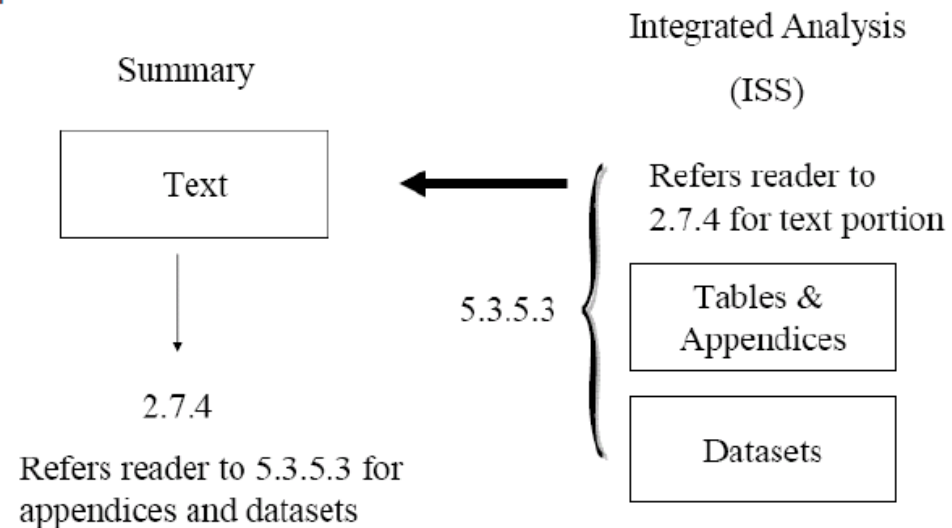 Summary
Text
2.7.4
Refers reader to 5.3.5.3 for
appendices and datasets
Integrated Analysis
(ISS)
Refers reader to
2.7.4 for text portion
5.3.5.3
Tables &
Appendices
Datasets